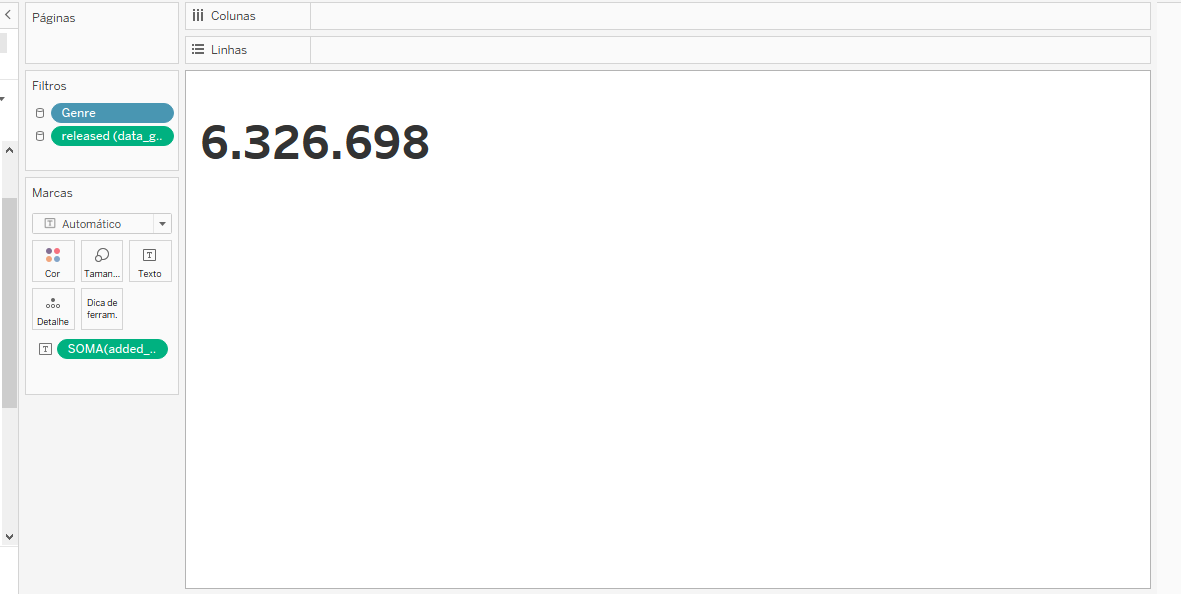 Páginas
Colunas
Linhas
Filtros
Genre
released (data_g..
6.326.698
Marcas
Automático
Cor
Taman...
Texto
Detalhe
Dica de
ferram.
SOMA(added_..